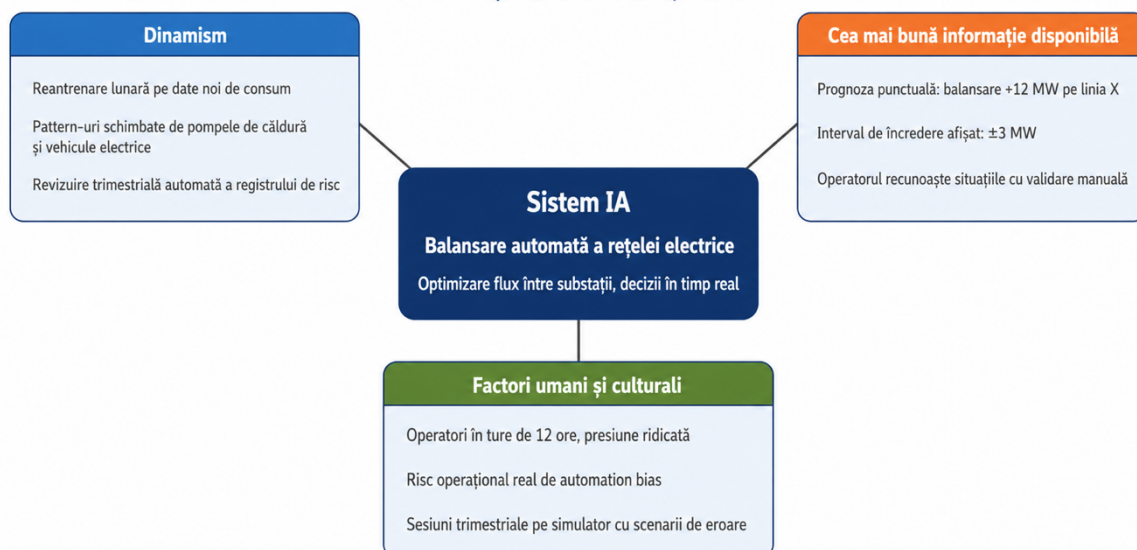 Dinamism
Reantrenare lunară pe date noi de consum
Pattern-uri schimbate de pompele de căldură
și vehicule electrice
Revizuire trimestrială automată a registrului de risc
Cea mai bună informație disponibilă
Prognoza punctuală: balansare +12 MW pe linia X
Interval de încredere afișat: ±3 MW
Operatorul recunoaște situațiile cu validare manuală
Sistem IA
Balansare automată a rețelei electrice
Optimizare flux între substații, decizii în timp real
Factori umani și culturali
Operatori în ture de 12 ore, presiune ridicată
Risc operațional real de automation bias
Sesiuni trimestriale pe simulator cu scenarii de eroare